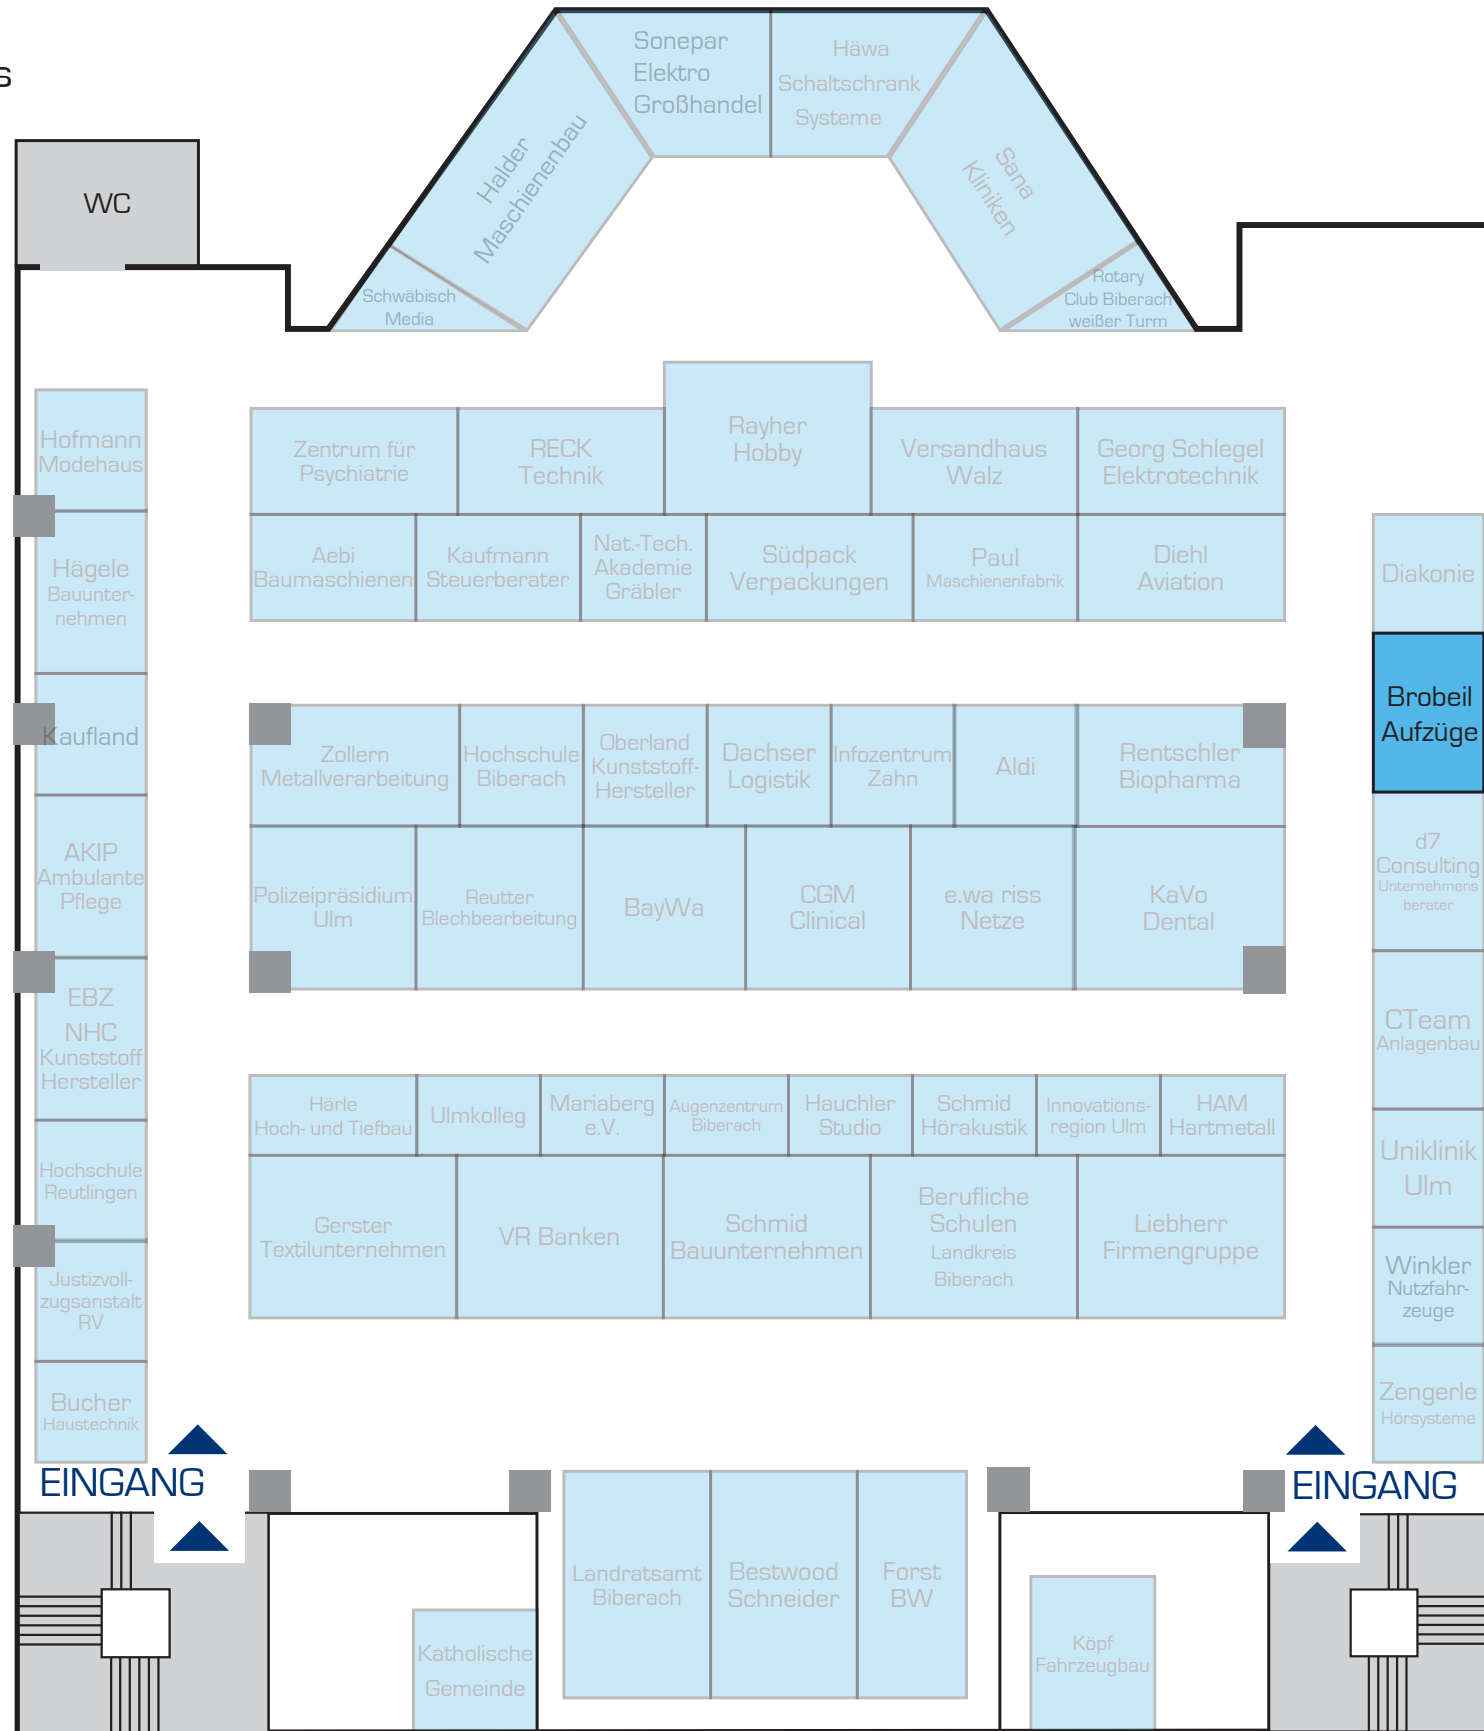 s
Sonepar
Elektro
Großhandel
Häwa
Schaltschrank
Systeme
Halder
Maschienenbau
Sana
Kliniken
WC
Schwäbisch
Media
Rotary
Club Biberach
weißer Turm
Hofmann
Modehaus
Hägele
Bauunter-
nehmen
Kaufland
AKIP
Ambulante
Pflege
EBZ
NHC
Kunststoff
Hersteller
Hochschule
Reutlingen
Justizvoll-
zugsanstalt
RV
Bucher
Haustechnik
Zentrum für
Psychiatrie
RECK
Technik
Rayher
Hobby
Versandhaus
Walz
Georg Schlegel
Elektrotechnik
Aebi
Baumaschienen
Kaufmann
Steuerberater
Nat.-Tech.
Akademie
Gräbler
Südpack
Verpackungen
Paul
Maschienenfabrik
Diehl
Aviation
Zollern
Metallverarbeitung
Hochschule
Biberach
Oberland
Kunststoff-
Hersteller
Dachser
Logistik
Infozentrum
Zahn
Aldi
Rentschler
Biopharma
Polizeipräsidium
Ulm
Reutter
Blechbearbeitung
BayWa
CGM
Clinical
e.wa riss
Netze
KaVo
Dental
Härle
Hoch- und Tiefbau
Ulmkolleg
Mariaberg
e.V.
Augenzentrum
Biberach
Hauchler
Studio
Schmid
Hörakustik
Innovations-
region Ulm
HAM
Hartmetall
Gerster
Textilunternehmen
VR Banken
Schmid
Bauunternehmen
Berufliche
Schulen
Landkreis
Biberach
Liebherr
Firmengruppe
Diakonie
Brobeil
Aufzüge
d7
Consulting
Unternehmens
berater
CTeam
Anlagenbau
Uniklinik
Ulm
Winkler
Nutzfahr-
zeuge
Zengerle
Hörsysteme
EINGANG
EINGANG
Landratsamt
Biberach
Bestwood
Schneider
Forst
BW
Katholische
Gemeinde
Köpf
Fahrzeugbau